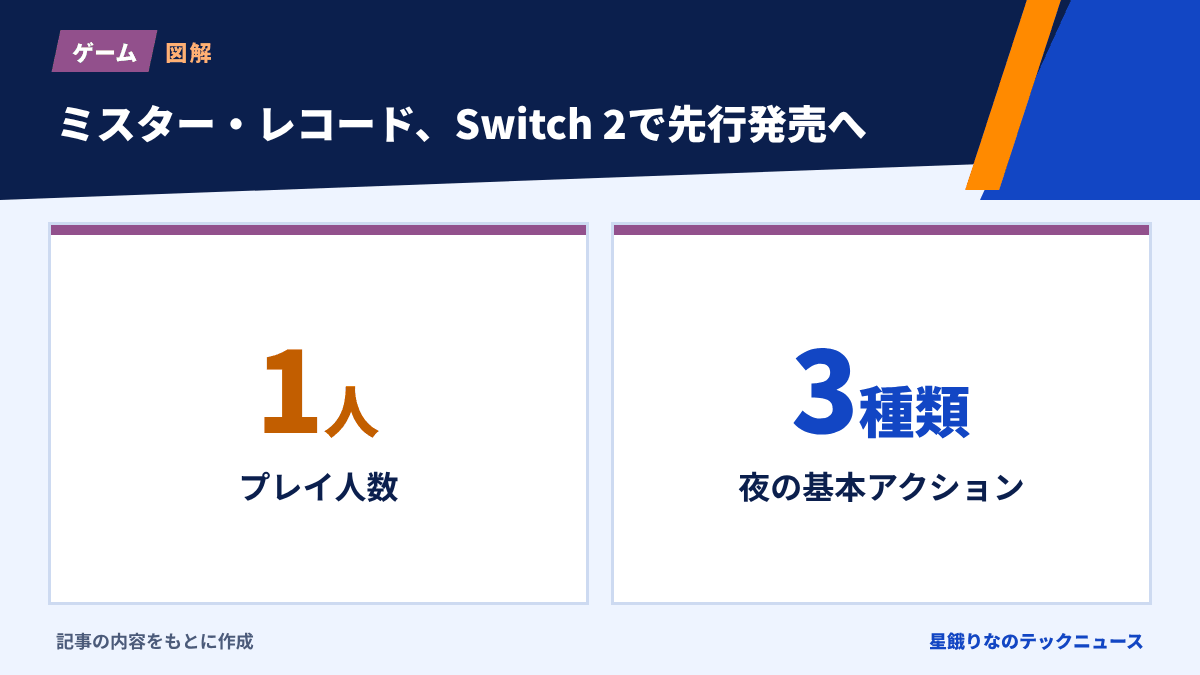 ゲーム 図解
ミスター・レコード、Switch 2で先行発売へ
1人
プレイ人数
3種類
夜の基本アクション
記事の内容をもとに作成
星餓りなのテックニュース